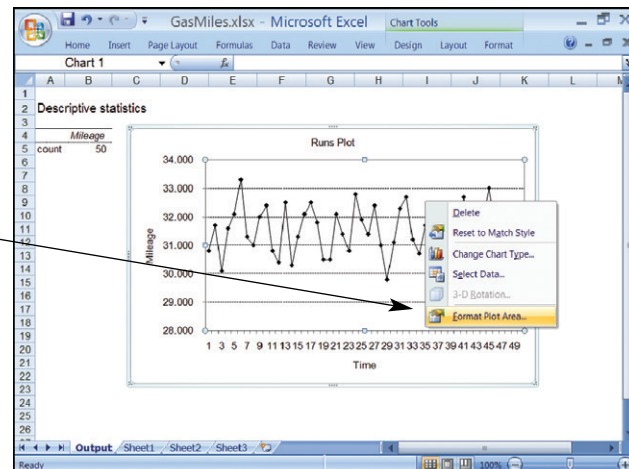 GasMiles.xlsx - Microsoft Excel
Chart Tools
Home Insert Page Layout Formulas Data Review View Design Layout Format
Chart 1 fx
A B C D E F G H I J K L
1
2 Descriptive statistics
3
4 Mileage
5 count 50
6
7
8
9
10
11
12
13
14
15
16
17
18
19
20
21
22
23
24
25
26
Runs Plot
34.000
33.000
32.000
31.000
30.000
29.000
28.000
Mileage
1 3 5 7 9 11 13 15 17 19 21 23 25 27 29 31 33 35 37 39 41 43 45 47 49
Time
Delete
Reset to Match Style
Change Chart Type...
Select Data...
3-D Rotation...
Format Plot Area...
Output Sheet1 Sheet2 Sheet3
Ready 100%